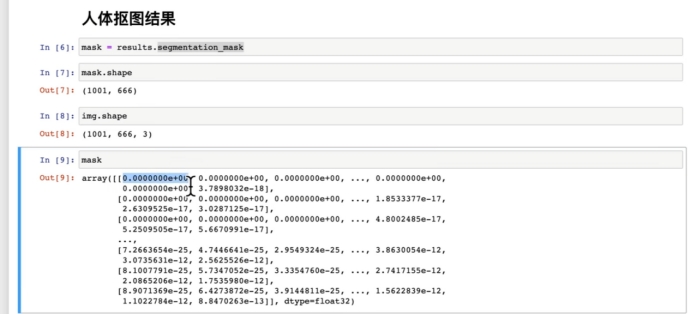 人体抠图结果
In [6]: mask = results.segmentation_mask
In [7]: mask.shape
Out[7]: (1001, 666)
In [8]: img.shape
Out[8]: (1001, 666, 3)
In [9]: mask
Out[9]: array([[0.0000000e+00, 0.0000000e+00, 0.0000000e+00, ..., 0.0000000e+00,
0.0000000e+00, 3.7898032e-18],
[0.0000000e+00, 0.0000000e+00, 0.0000000e+00, ..., 1.8533377e-17,
2.6309525e-17, 3.0287125e-17],
[0.0000000e+00, 0.0000000e+00, 0.0000000e+00, ..., 4.8002485e-17,
5.2509505e-17, 5.6670991e-17],
...,
[7.2663654e-25, 4.7446641e-25, 2.9549324e-25, ..., 3.8630054e-12,
3.0735631e-12, 2.5625526e-12],
[8.1007791e-25, 5.7347052e-25, 3.3354760e-25, ..., 2.7417155e-12,
2.0865206e-12, 1.7535980e-12],
[8.9071369e-25, 6.4273872e-25, 3.9144811e-25, ..., 1.5622839e-12,
1.1022784e-12, 8.8470263e-13]], dtype=float32)